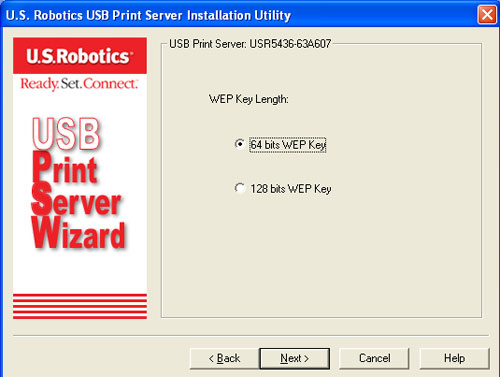 U.S. Robotics USB Print Server Installation Utility
U.S.Robotics®
Ready. Set. Connect.
USB
Print
Server
Wizard
USB Print Server: USR5436-63A607
WEP Key Length:
64 bits WEP Key
128 bits WEP Key
< Back
Next >
Cancel
Help